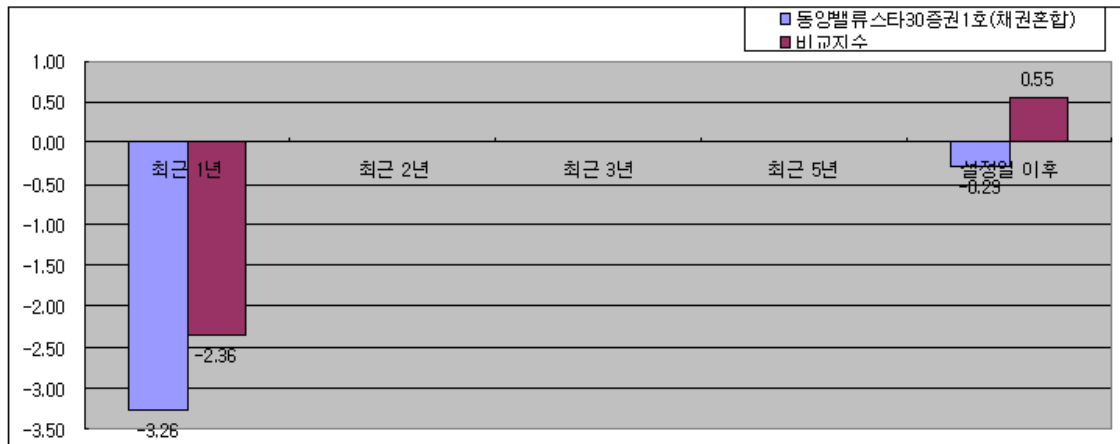 동양밸류스타30증권1호(채권혼합)
비교지수
1.00
0.50
0.00
-0.50
-1.00
-1.50
-2.00
-2.50
-3.00
-3.50
최근 1년
최근 2년
최근 3년
최근 5년
설정일 이후
-3.26
-2.36
-0.29
0.55